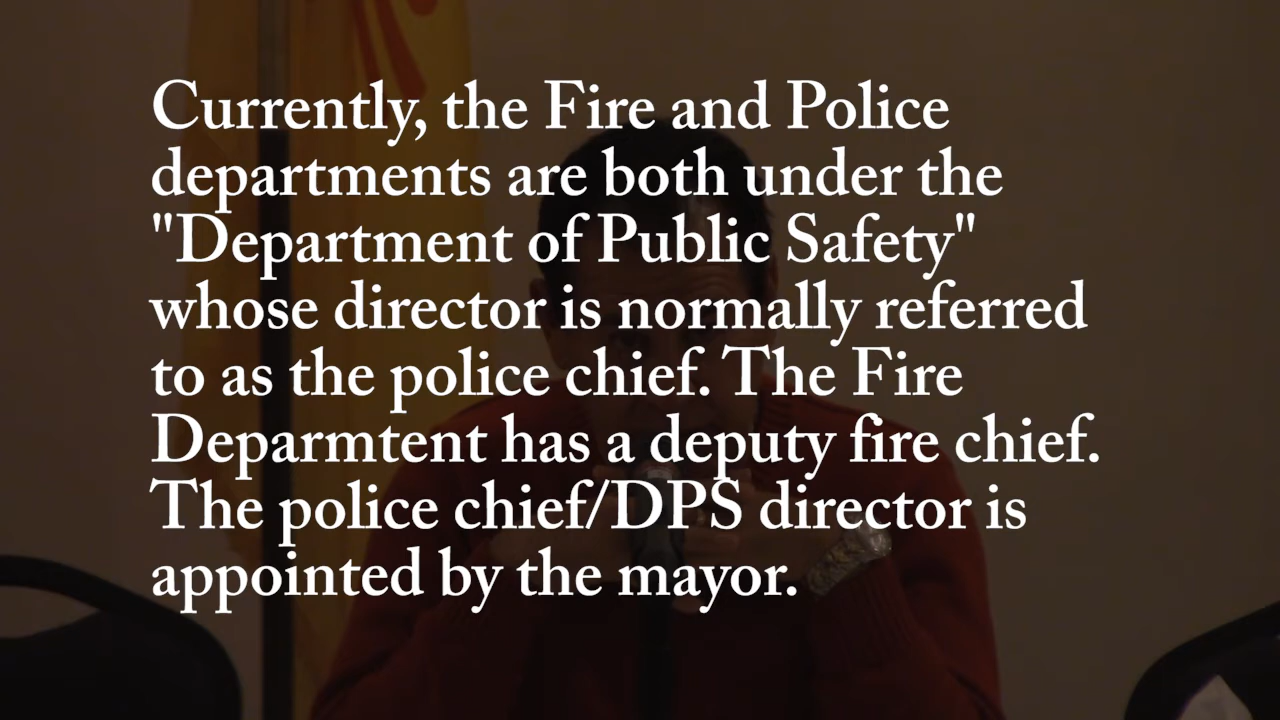 Currently, the Fire and Police
departments are both under the
"Department of Public Safety"
whose director is normally referred
to as the police chief. The Fire
Deparmtent has a deputy fire chief.
The police chief/DPS director is
appointed by the mayor.